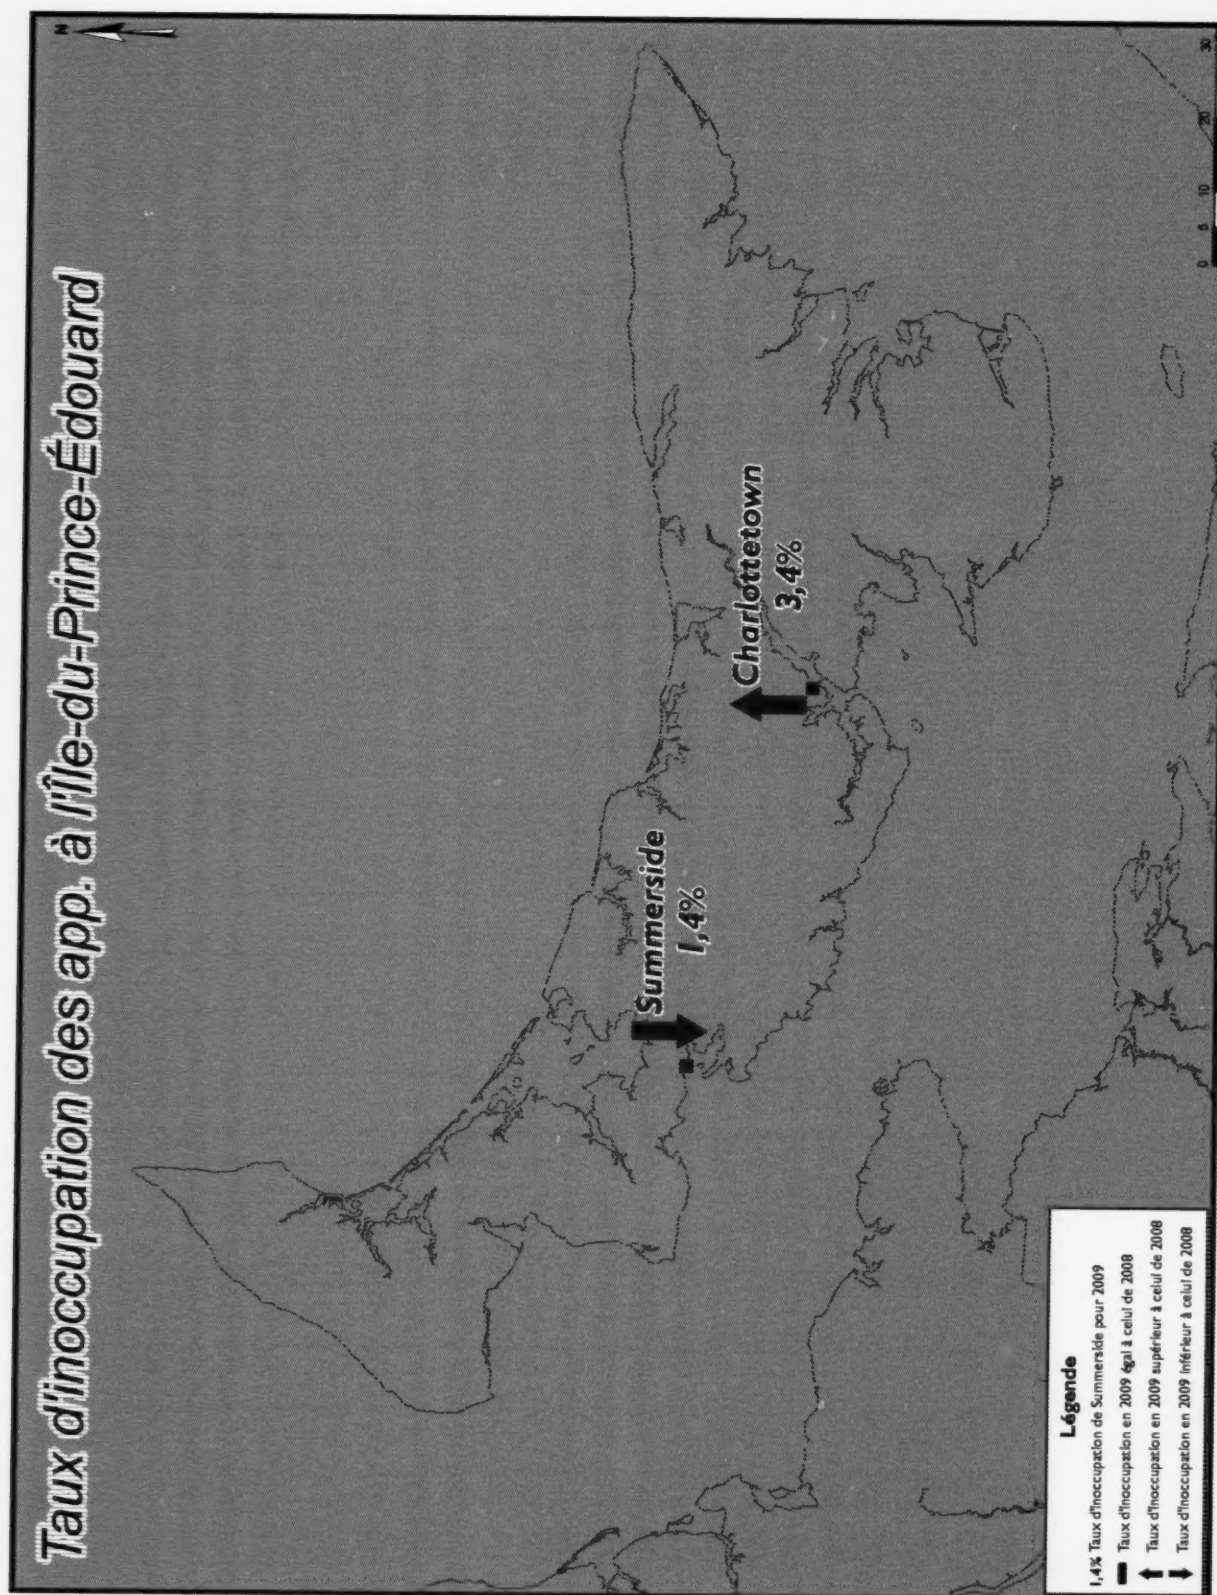 Taux d'inoccupation des app. à l'Île-du-Prince-Édouard
N
Summerside
1,4%
Charlottetown
3,4%
Légende
1,4% Taux d'inoccupation de Summerside pour 2009
Taux d'inoccupation en 2009 égal à celui de 2008
Taux d'inoccupation en 2009 supérieur à celui de 2008
Taux d'inoccupation en 2009 inférieur à celui de 2008
0 5 10 20 30